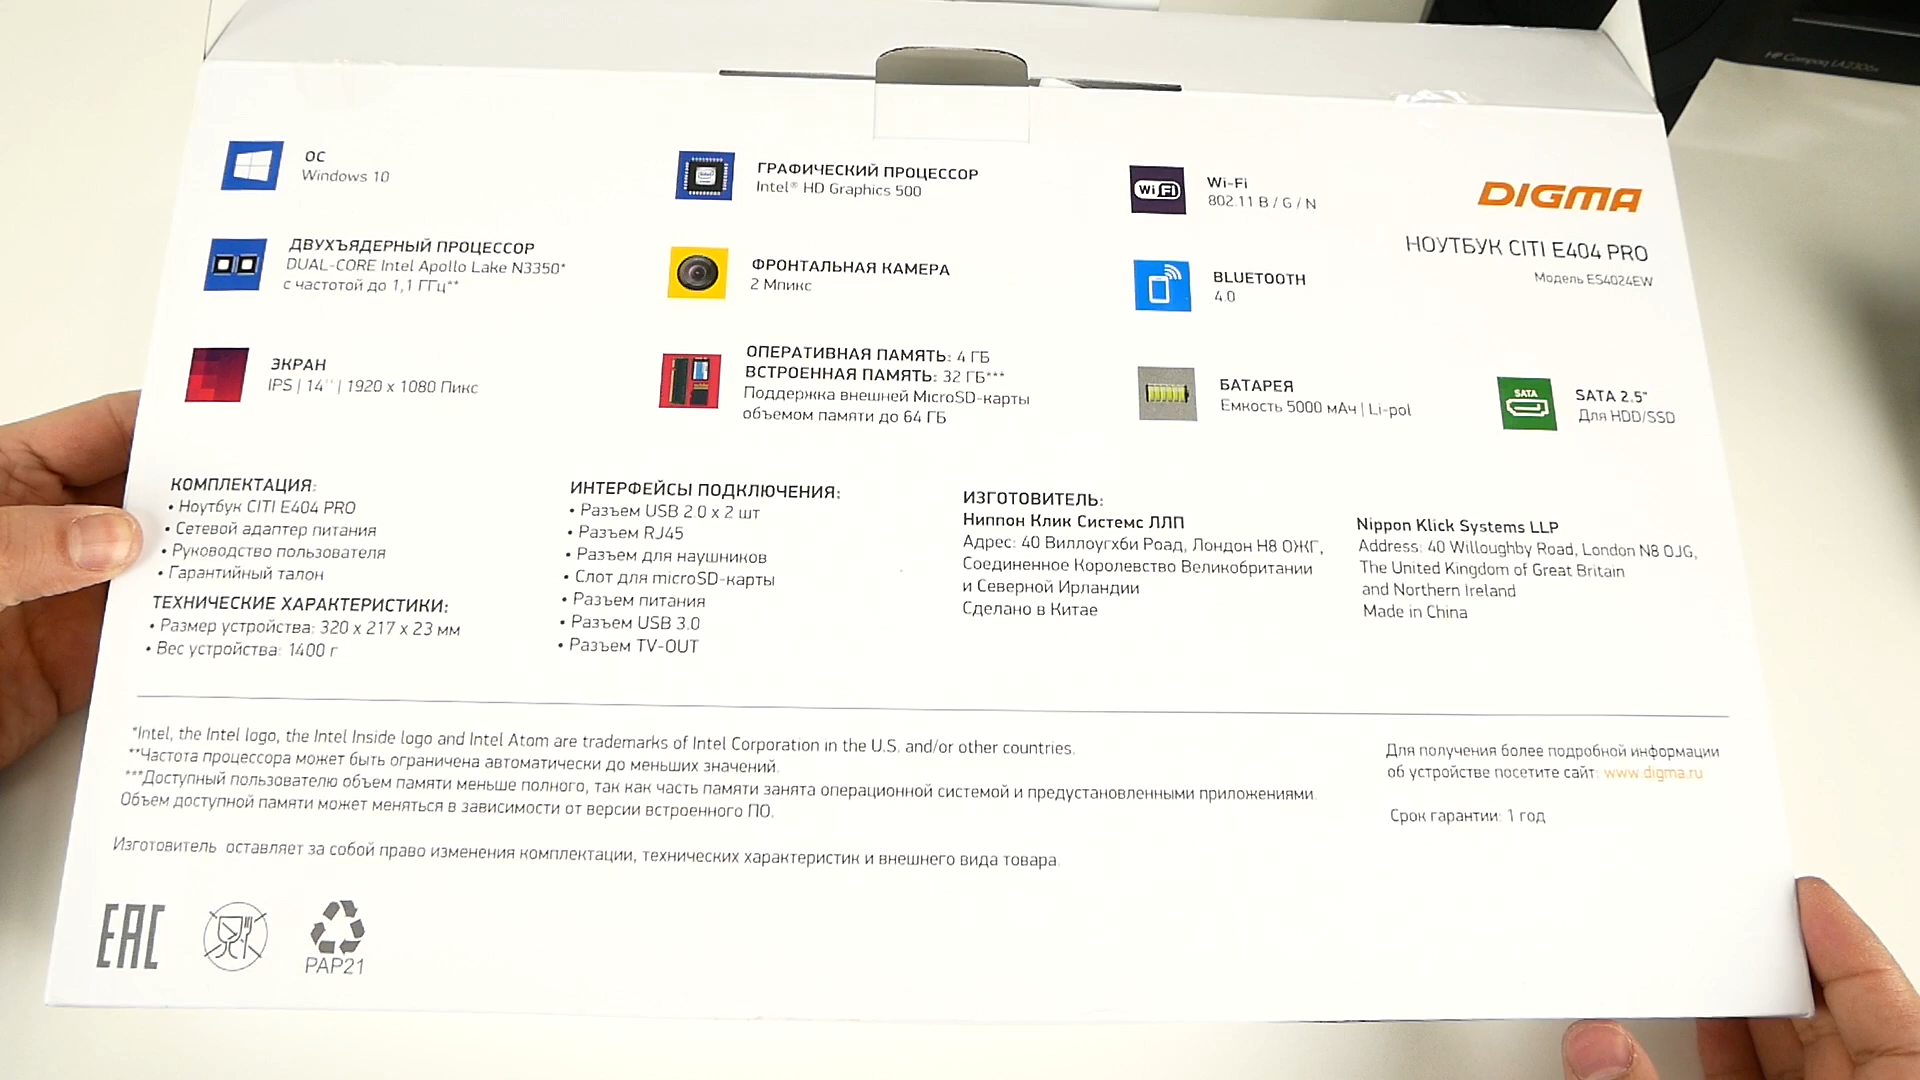 HP Compaq LA2306x
ОС
Windows 10
ГРАФИЧЕСКИЙ ПРОЦЕССОР
Intel® HD Graphics 500
Wi-Fi
Wi-Fi
802.11 B / G / N
DIGMA
НОУТБУК CITI E404 PRO
Модель ES4024EW
ДВУХЪЯДЕРНЫЙ ПРОЦЕССОР
DUAL-CORE Intel Apollo Lake N3350*
с частотой до 1,1 ГГц**
ФРОНТАЛЬНАЯ КАМЕРА
2 Мпикс
BLUETOOTH
4.0
ЭКРАН
IPS | 14'' | 1920 x 1080 Пикс
ОПЕРАТИВНАЯ ПАМЯТЬ: 4 ГБ
ВСТРОЕННАЯ ПАМЯТЬ: 32 ГБ***
Поддержка внешней MicroSD-карты
объемом памяти до 64 ГБ
БАТАРЕЯ
Емкость 5000 мАч | Li-pol
SATA
SATA 2.5"
Для HDD/SSD
КОМПЛЕКТАЦИЯ:
• Ноутбук CITI E404 PRO
• Сетевой адаптер питания
• Руководство пользователя
• Гарантийный талон
ТЕХНИЧЕСКИЕ ХАРАКТЕРИСТИКИ:
• Размер устройства: 320 x 217 x 23 мм
• Вес устройства: 1400 г
ИНТЕРФЕЙСЫ ПОДКЛЮЧЕНИЯ:
• Разъем USB 2.0 x 2 шт
• Разъем RJ45
• Разъем для наушников
• Слот для microSD-карты
• Разъем питания
• Разъем USB 3.0
• Разъем TV-OUT
ИЗГОТОВИТЕЛЬ:
Ниппон Клик Системс ЛЛП
Адрес: 40 Виллоугхби Роад, Лондон Н8 ОЖГ,
Соединенное Королевство Великобритании
и Северной Ирландии
Сделано в Китае
Nippon Klick Systems LLP
Address: 40 Willoughby Road, London N8 OJG,
The United Kingdom of Great Britain
and Northern Ireland
Made in China
*Intel, the Intel logo, the Intel Inside logo and Intel Atom are trademarks of Intel Corporation in the U.S. and/or other countries.
**Частота процессора может быть ограничена автоматически до меньших значений.
***Доступный пользователю объем памяти меньше полного, так как часть памяти занята операционной системой и предустановленными приложениями.
Объем доступной памяти может меняться в зависимости от версии встроенного ПО.
Изготовитель оставляет за собой право изменения комплектации, технических характеристик и внешнего вида товара.
Для получения более подробной информации
об устройстве посетите сайт: www.digma.ru
Срок гарантии: 1 год
EAC
PAP21